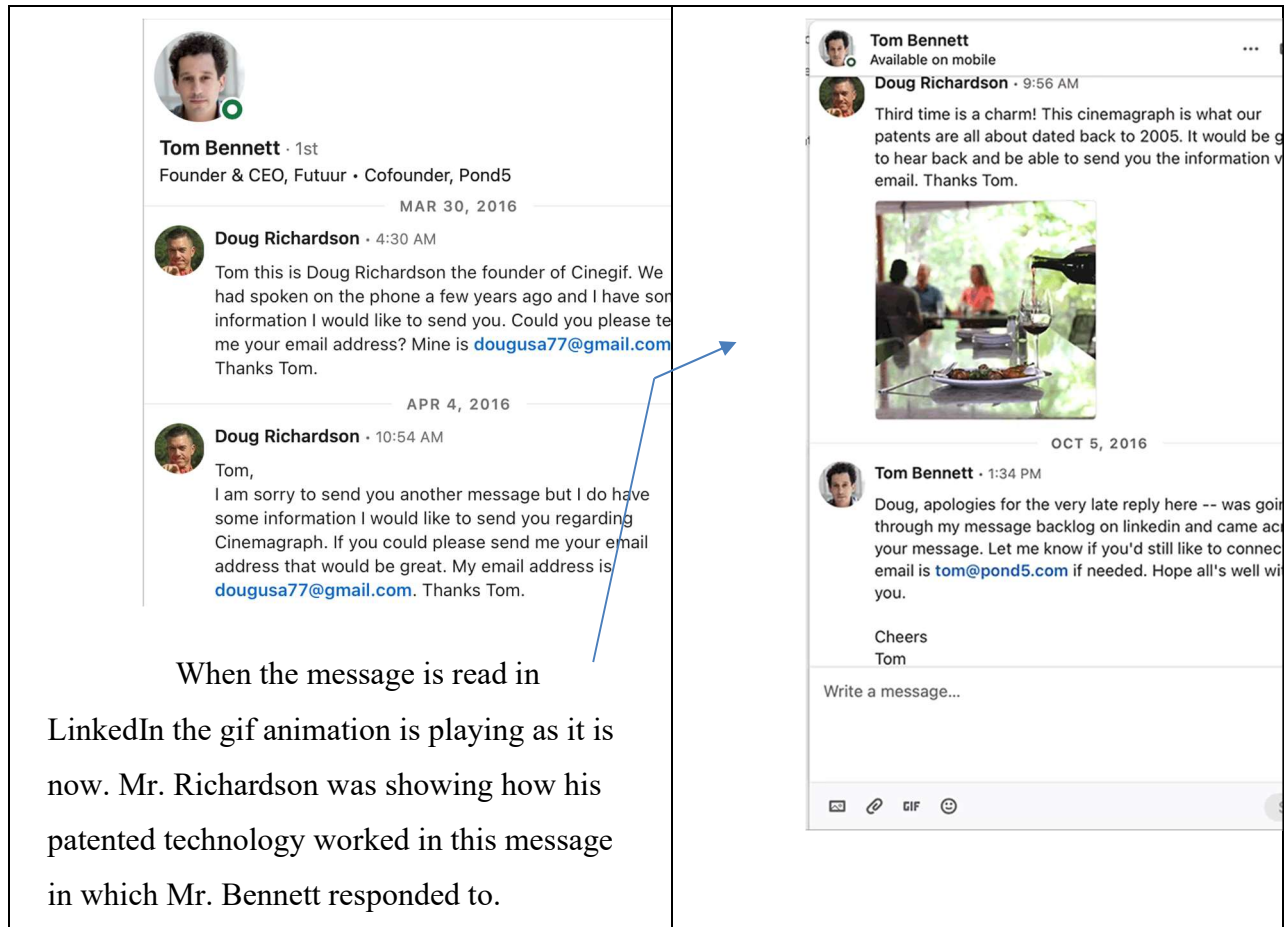 Tom Bennett · 1st
Founder & CEO, Futuur • Cofounder, Pond5
MAR 30, 2016
Doug Richardson • 4:30 AM
Tom this is Doug Richardson the founder of Cinegif. We
had spoken on the phone a few years ago and I have
information I would like to send you. Could you please
me your email address? Mine is dougusa77@gmail.com
Thanks Tom.
APR 4, 2016
Doug Richardson • 10:54 AM
Tom,
I am sorry to send you another message but I do have
some information I would like to send you regarding
Cinemagraph. If you could please send me your email
address that would be great. My email address is
dougusa77@gmail.com. Thanks Tom.
When the message is read in
LinkedIn the gif animation is playing as it is
now. Mr. Richardson was showing how his
patented technology worked in this message
in which Mr. Bennett responded to.
Tom Bennett
Available on mobile
Doug Richardson • 9:56 AM
Third time is a charm! This cinemagraph is what our
patents are all about dated back to 2005. It would be
to hear back and be able to send you the information
email. Thanks Tom.
OCT 5, 2016
Tom Bennett • 1:34 PM
Doug, apologies for the very late reply here -- was
through my message backlog on linkedin and came
your message. Let me know if you'd still like to
email is tom@pond5.com if needed. Hope all's well
you.
Cheers
Tom
Write a message...
GIF